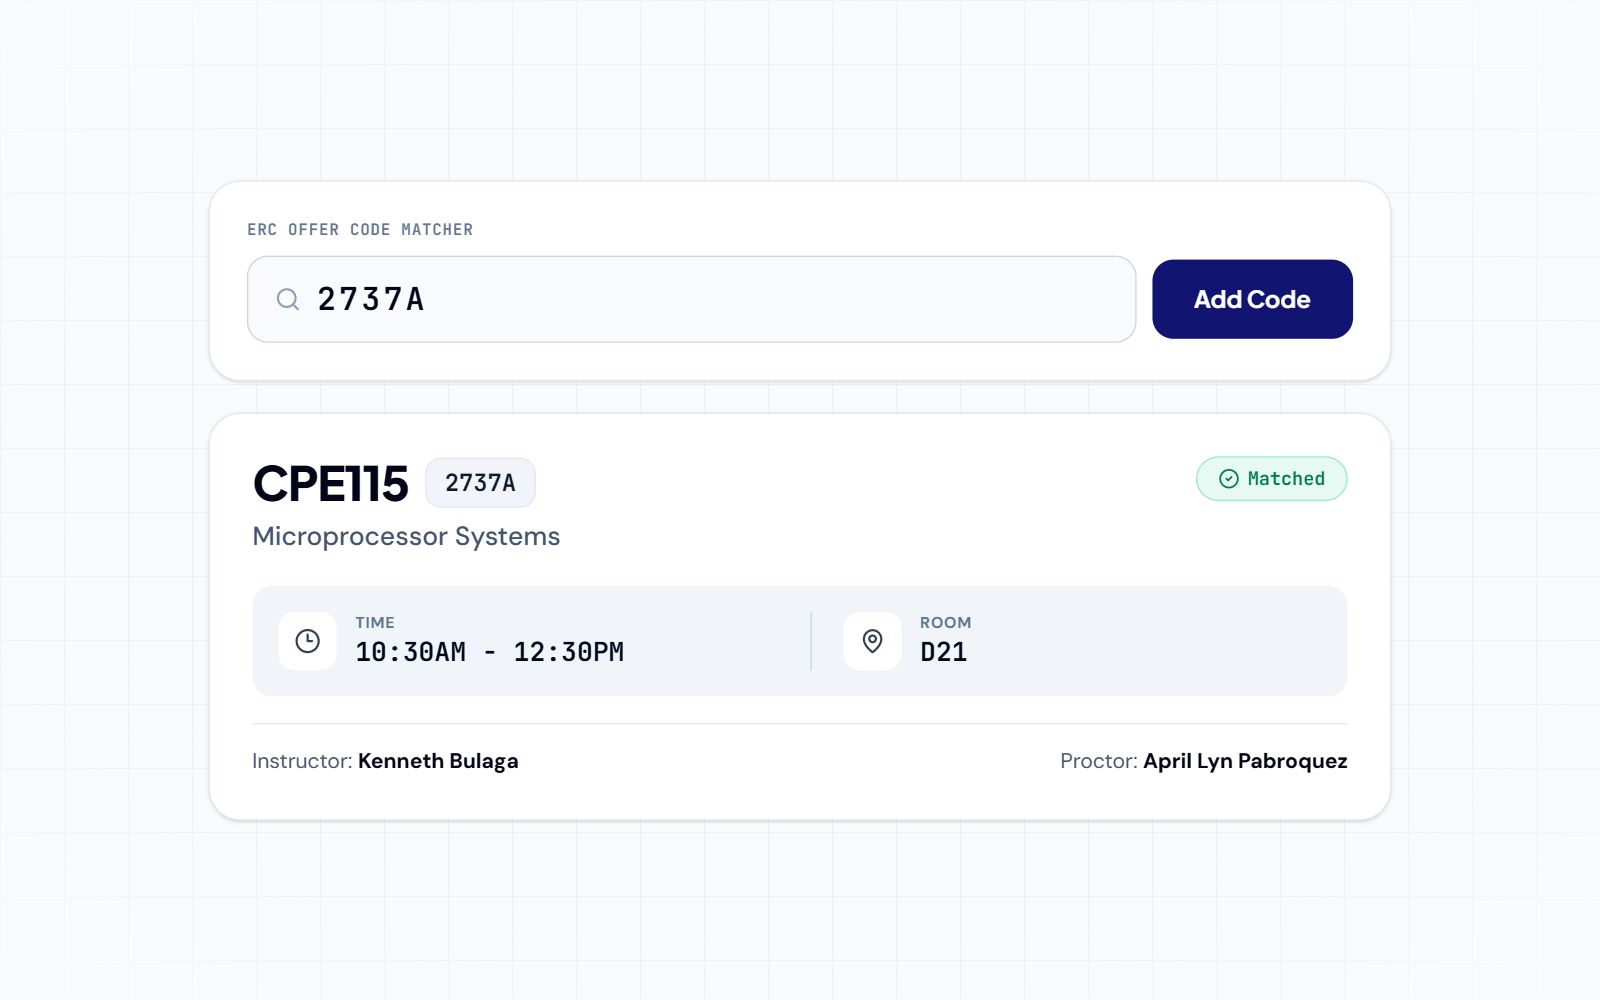 ERC OFFER CODE MATCHER
2737A
Add Code
CPE115 2737A
Matched
Microprocessor Systems
TIME
10:30AM - 12:30PM
ROOM
D21
Instructor: Kenneth Bulaga
Proctor: April Lyn Pabroquez